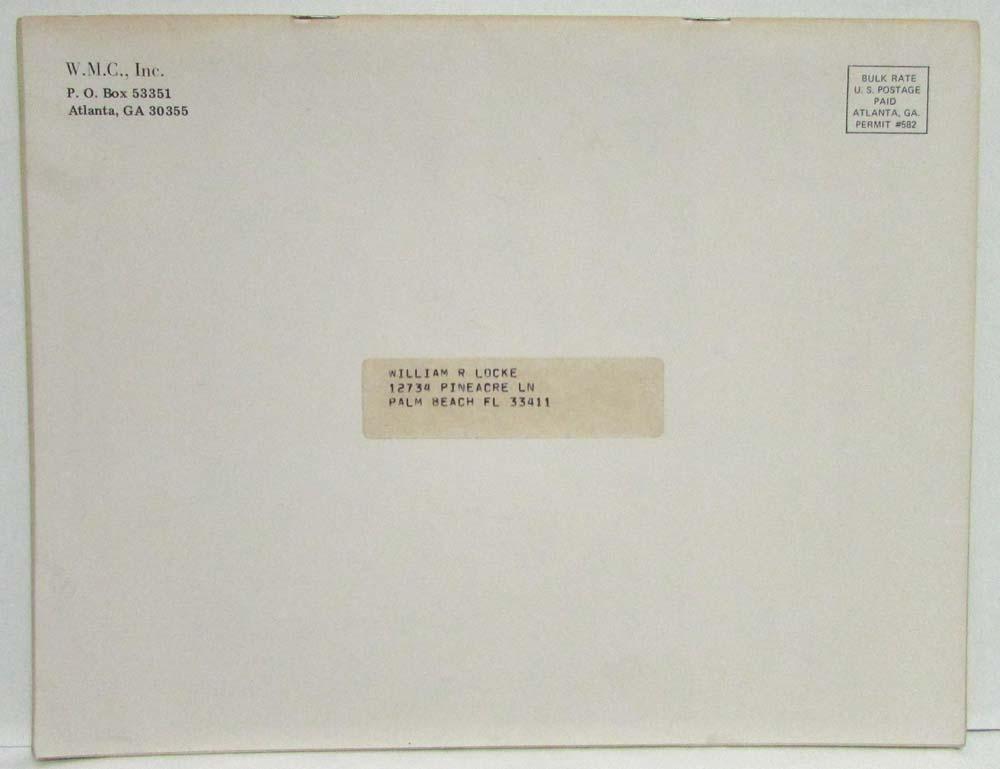 W.M.C., Inc.
P. O. Box 53351
Atlanta, GA 30355
BULK RATE
U. S. POSTAGE
PAID
ATLANTA, GA.
PERMIT #582
WILLIAM R LOCKE
12734 PINEACRE LN
PALM BEACH FL 33411